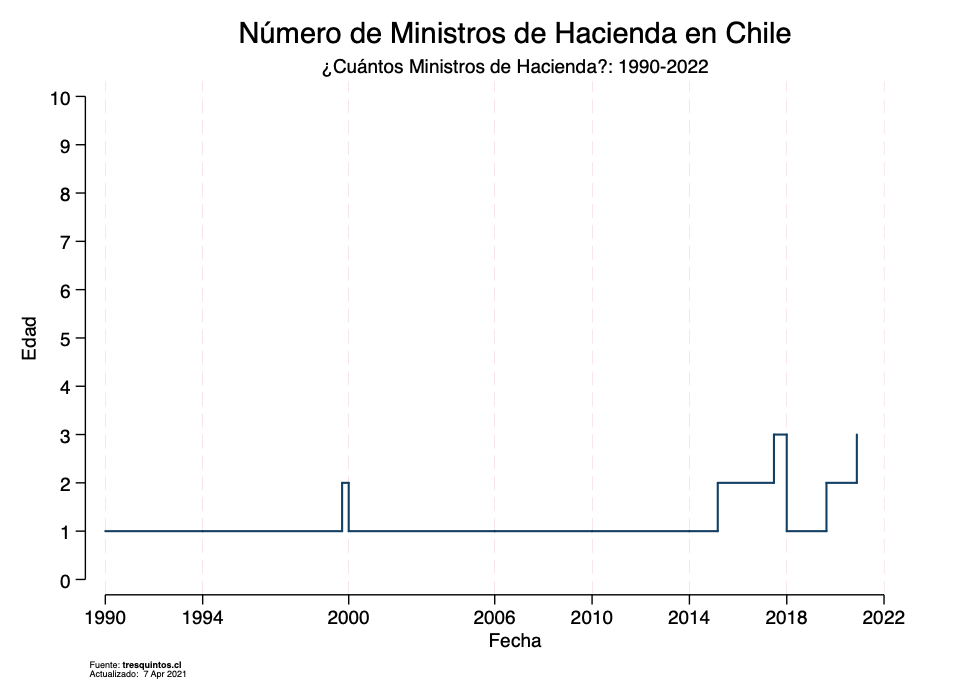 Número de Ministros de Hacienda en Chile
¿Cuántos Ministros de Hacienda?: 1990-2022
10
9
8
7
6
5
4
3
2
1
0
Edad
1990 1994 2000 2006 2010 2014 2018 2022
Fecha
Fuente: tresquintos.cl
Actualizado: 7 Apr 2021